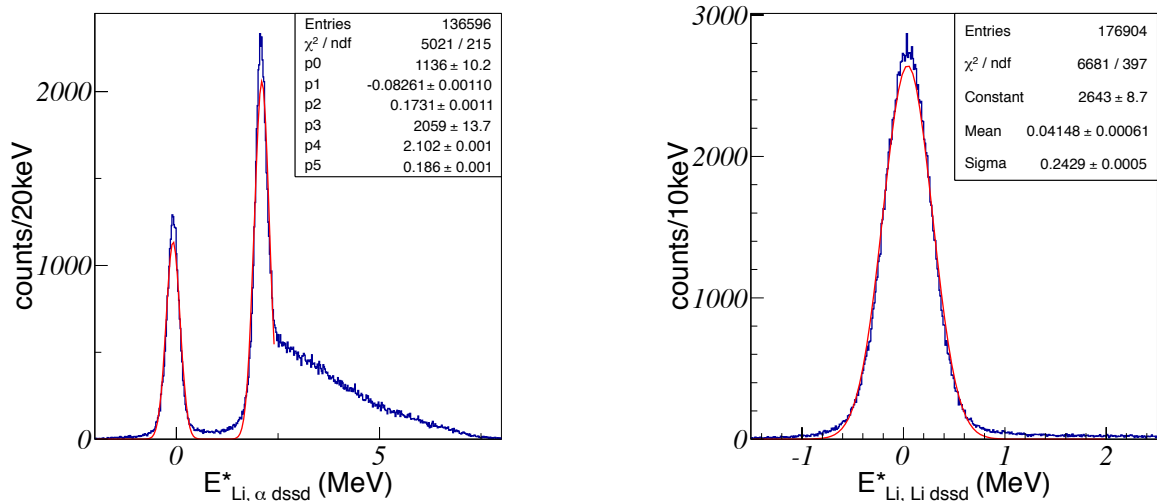 Entries 136596
χ² / ndf 5021 / 215
p0 1136 ± 10.2
p1 -0.08261 ± 0.00110
p2 0.1731 ± 0.0011
p3 2059 ± 13.7
p4 2.102 ± 0.001
p5 0.186 ± 0.001
counts/20keV
2000
1000
0
0 5
E*Li, α dssd (MeV)
Entries 176904
χ² / ndf 6681 / 397
Constant 2643 ± 8.7
Mean 0.04148 ± 0.00061
Sigma 0.2429 ± 0.0005
counts/10keV
3000
2000
1000
0
-1 0 1 2
E*Li, Li dssd (MeV)